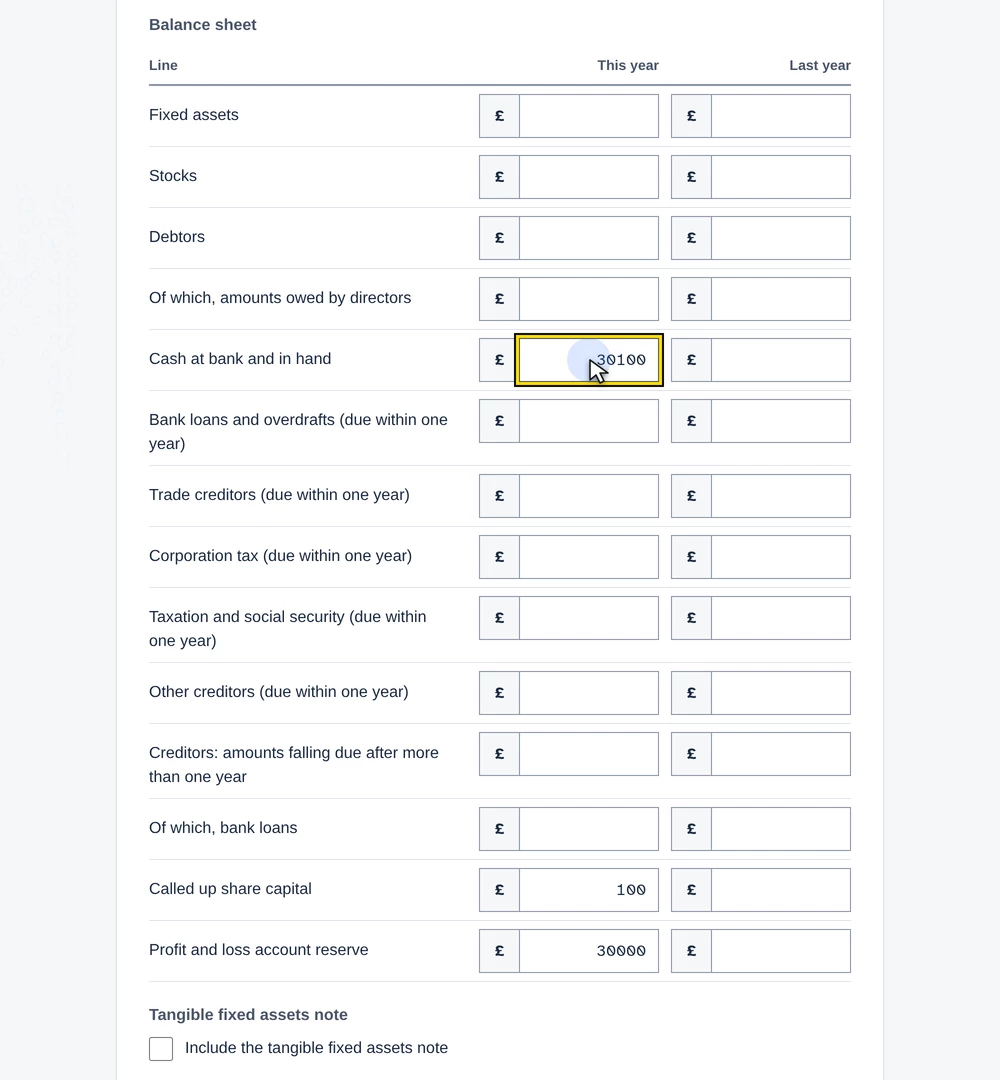 Balance sheet
Line This year Last year
Fixed assets £ £
Stocks £ £
Debtors £ £
Of which, amounts owed by directors £ £
Cash at bank and in hand £ 30100 £
Bank loans and overdrafts (due within one £ £
year)
Trade creditors (due within one year) £ £
Corporation tax (due within one year) £ £
Taxation and social security (due within £ £
one year)
Other creditors (due within one year) £ £
Creditors: amounts falling due after more £ £
than one year
Of which, bank loans £ £
Called up share capital £ 100 £
Profit and loss account reserve £ 30000 £
Tangible fixed assets note
Include the tangible fixed assets note